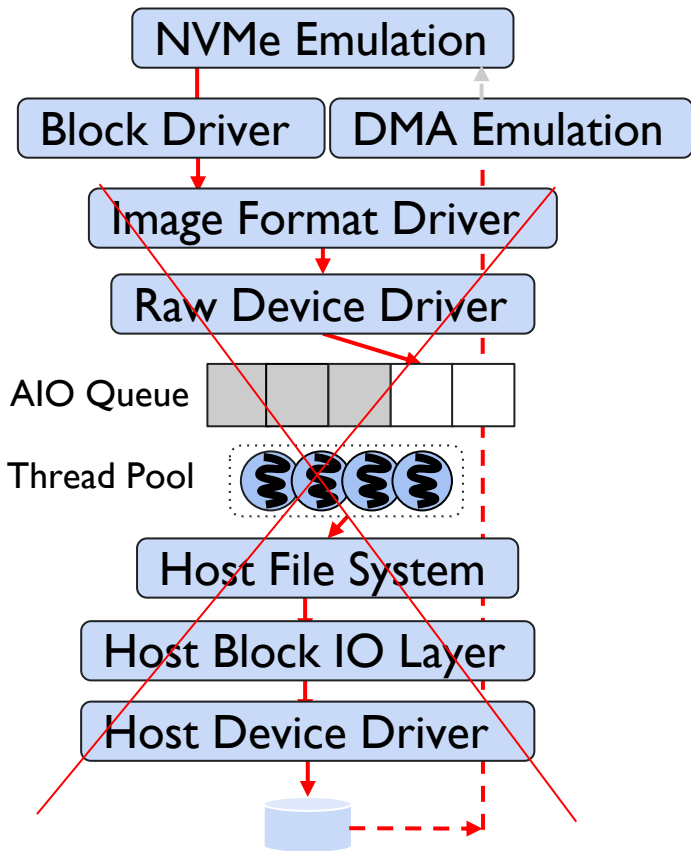 NVMe Emulation
Block Driver
DMA Emulation
Image Format Driver
Raw Device Driver
AIO Queue
Thread Pool
Host File System
Host Block IO Layer
Host Device Driver